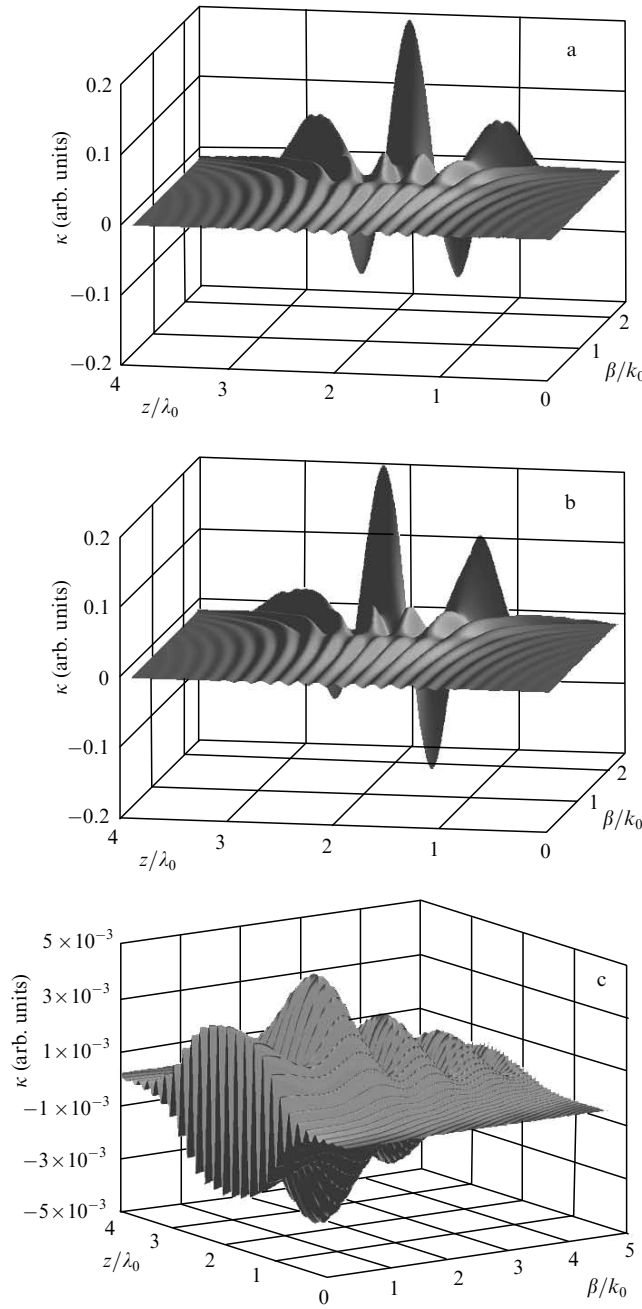 a
0.2
0.1
0
−0.1
−0.2
κ (arb. units)
4
3
2
1
0
z/λ₀
1
2
β/k₀
b
0.2
0.1
0
−0.1
−0.2
κ (arb. units)
4
3
2
1
0
z/λ₀
1
2
β/k₀
c
5 × 10⁻³
3 × 10⁻³
1 × 10⁻³
−1 × 10⁻³
−3 × 10⁻³
−5 × 10⁻³
κ (arb. units)
4
3
2
1
0
z/λ₀
1
2
3
4
5
β/k₀